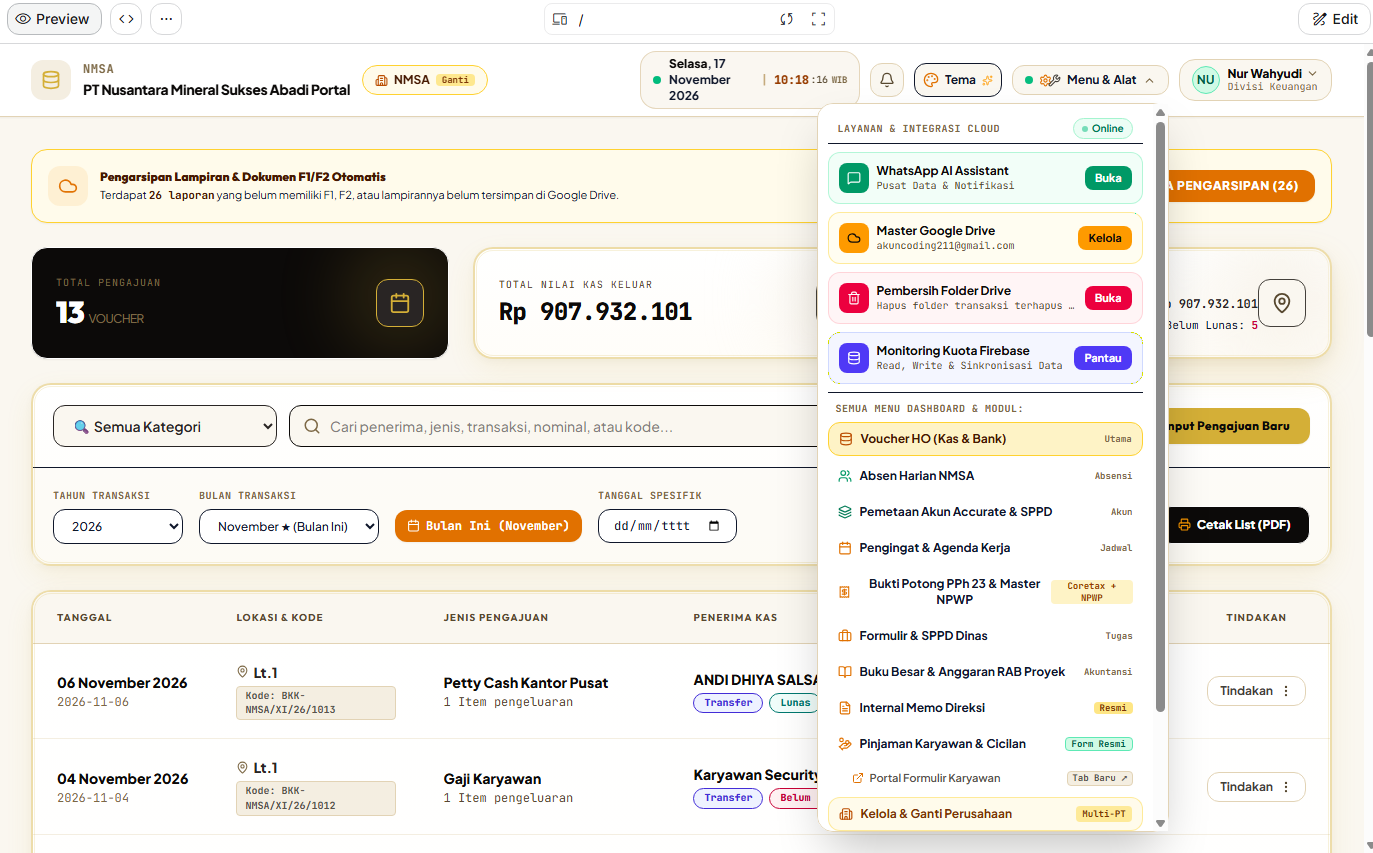 Preview
/
Edit
NMSA
PT Nusantara Mineral Sukses Abadi Portal
NMSA Ganti
Selasa, 17
November
2026
| 10:18:16 WIB
Tema
Menu & Alat
NU
Nur Wahyudi
Divisi Keuangan
Pengarsipan Lampiran & Dokumen F1/F2 Otomatis
Terdapat 26 laporan yang belum memiliki F1, F2, atau lampirannya belum tersimpan di Google Drive.
PENGARSIPAN (26)
TOTAL PENGAJUAN
13 VOUCHER
TOTAL NILAI KAS KELUAR
Rp 907.932.101
907.932.101
Belum Lunas: 5
Semua Kategori
Cari penerima, jenis, transaksi, nominal, atau kode...
Pengajuan Baru
TAHUN TRANSAKSI
BULAN TRANSAKSI
TANGGAL SPESIFIK
2026
November ★ (Bulan Ini)
Bulan Ini (November)
dd/mm/tttt
Cetak List (PDF)
TANGGAL
LOKASI & KODE
JENIS PENGAJUAN
PENERIMA KAS
TINDAKAN
06 November 2026
2026-11-06
Lt.1
Kode: BKK-
NMSA/XI/26/1013
Petty Cash Kantor Pusat
1 Item pengeluaran
ANDI DHIYA SALSA
Transfer
Lunas
Tindakan ⋮
04 November 2026
2026-11-04
Lt.1
Kode: BKK-
NMSA/XI/26/1012
Gaji Karyawan
1 Item pengeluaran
Karyawan Security
Transfer
Belum
Tindakan ⋮
LAYANAN & INTEGRASI CLOUD
Online
WhatsApp AI Assistant
Pusat Data & Notifikasi
Buka
Master Google Drive
akuncoding211@gmail.com
Kelola
Pembersih Folder Drive
Hapus folder transaksi terhapus …
Buka
Monitoring Kuota Firebase
Read, Write & Sinkronisasi Data
Pantau
SEMUA MENU DASHBOARD & MODUL:
Voucher HO (Kas & Bank) Utama
Absen Harian NMSA Absensi
Pemetaan Akun Accurate & SPPD Akun
Pengingat & Agenda Kerja Jadwal
Bukti Potong PPh 23 & Master
NPWP
Coretax +
NPWP
Formulir & SPPD Dinas Tugas
Buku Besar & Anggaran RAB Proyek Akuntansi
Internal Memo Direksi Resmi
Pinjaman Karyawan & Cicilan Form Resmi
Portal Formulir Karyawan Tab Baru ↗
Kelola & Ganti Perusahaan Multi-PT